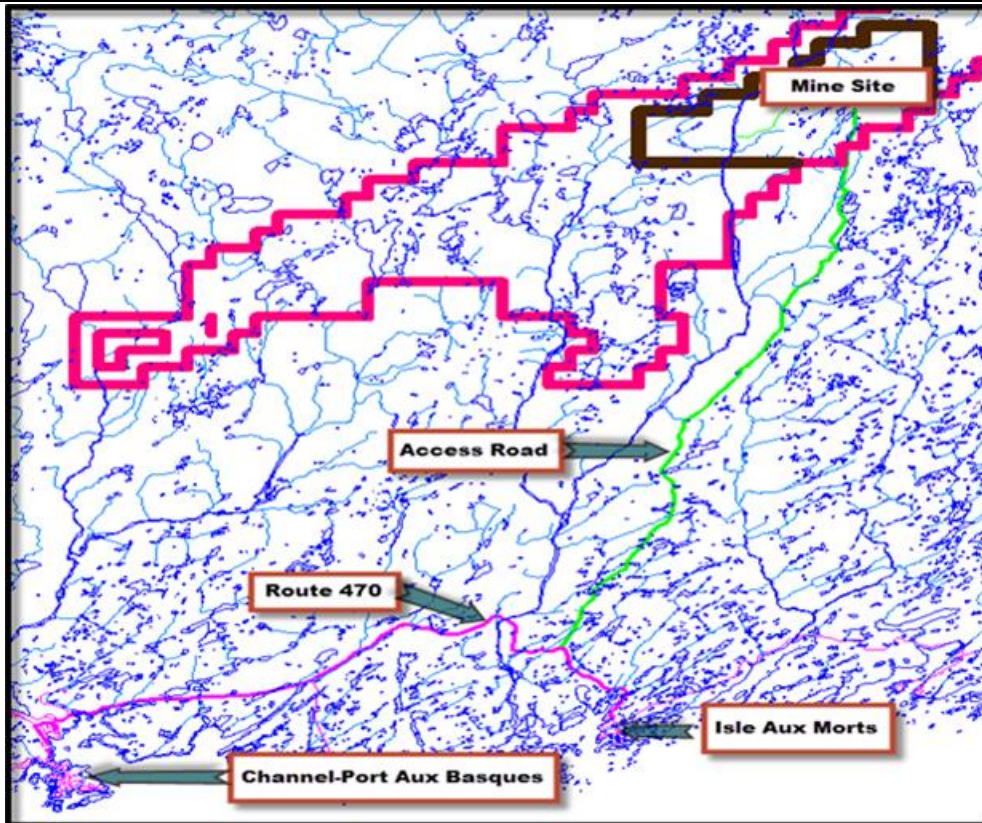 Mine Site
Access Road
Route 470
Isle Aux Morts
Channel-Port Aux Basques